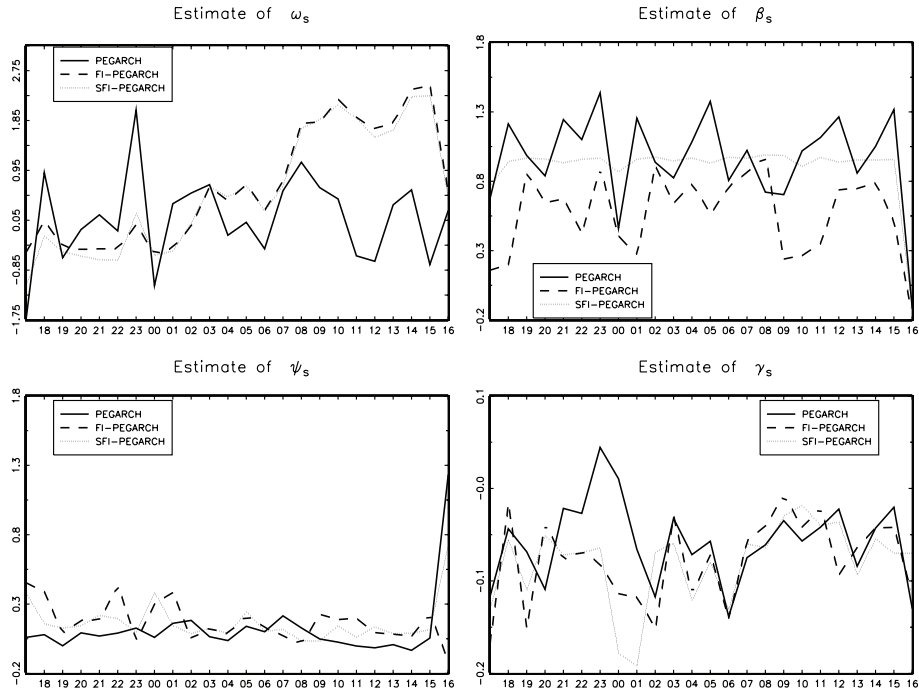 Estimate of ωs
2.75
1.85
0.95
0.05
-0.85
-1.75
PEGARCH
FI-PEGARCH
SFI-PEGARCH
18 19 20 21 22 23 00 01 02 03 04 05 06 07 08 09 10 11 12 13 14 15 16
Estimate of βs
1.8
1.3
0.8
0.3
-0.2
PEGARCH
FI-PEGARCH
SFI-PEGARCH
18 19 20 21 22 23 00 01 02 03 04 05 06 07 08 09 10 11 12 13 14 15 16
Estimate of ψs
1.8
1.3
0.8
0.3
-0.2
PEGARCH
FI-PEGARCH
SFI-PEGARCH
18 19 20 21 22 23 00 01 02 03 04 05 06 07 08 09 10 11 12 13 14 15 16
Estimate of γs
0.1
-0.0
-0.1
-0.2
PEGARCH
FI-PEGARCH
SFI-PEGARCH
18 19 20 21 22 23 00 01 02 03 04 05 06 07 08 09 10 11 12 13 14 15 16